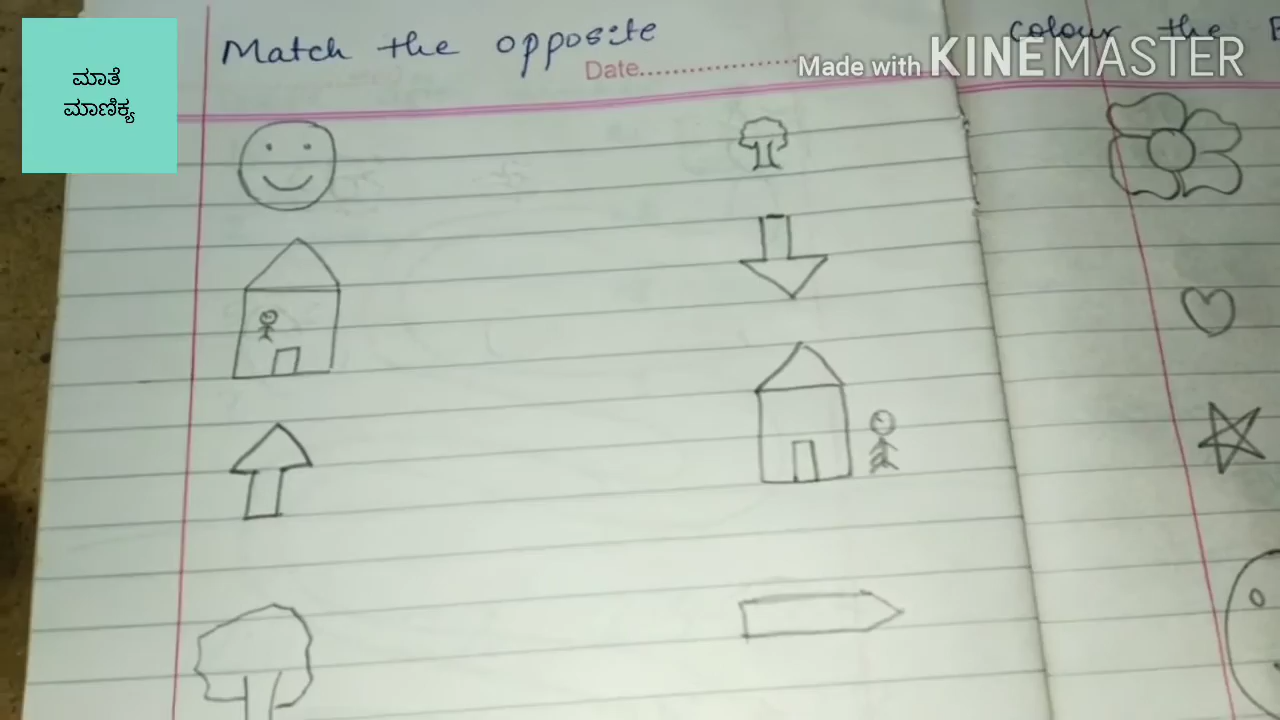 ಮಾತೆ
ಮಾಣಿಕ್ಯ
Match the opposite
Date
colour the
Made with KINEMASTER